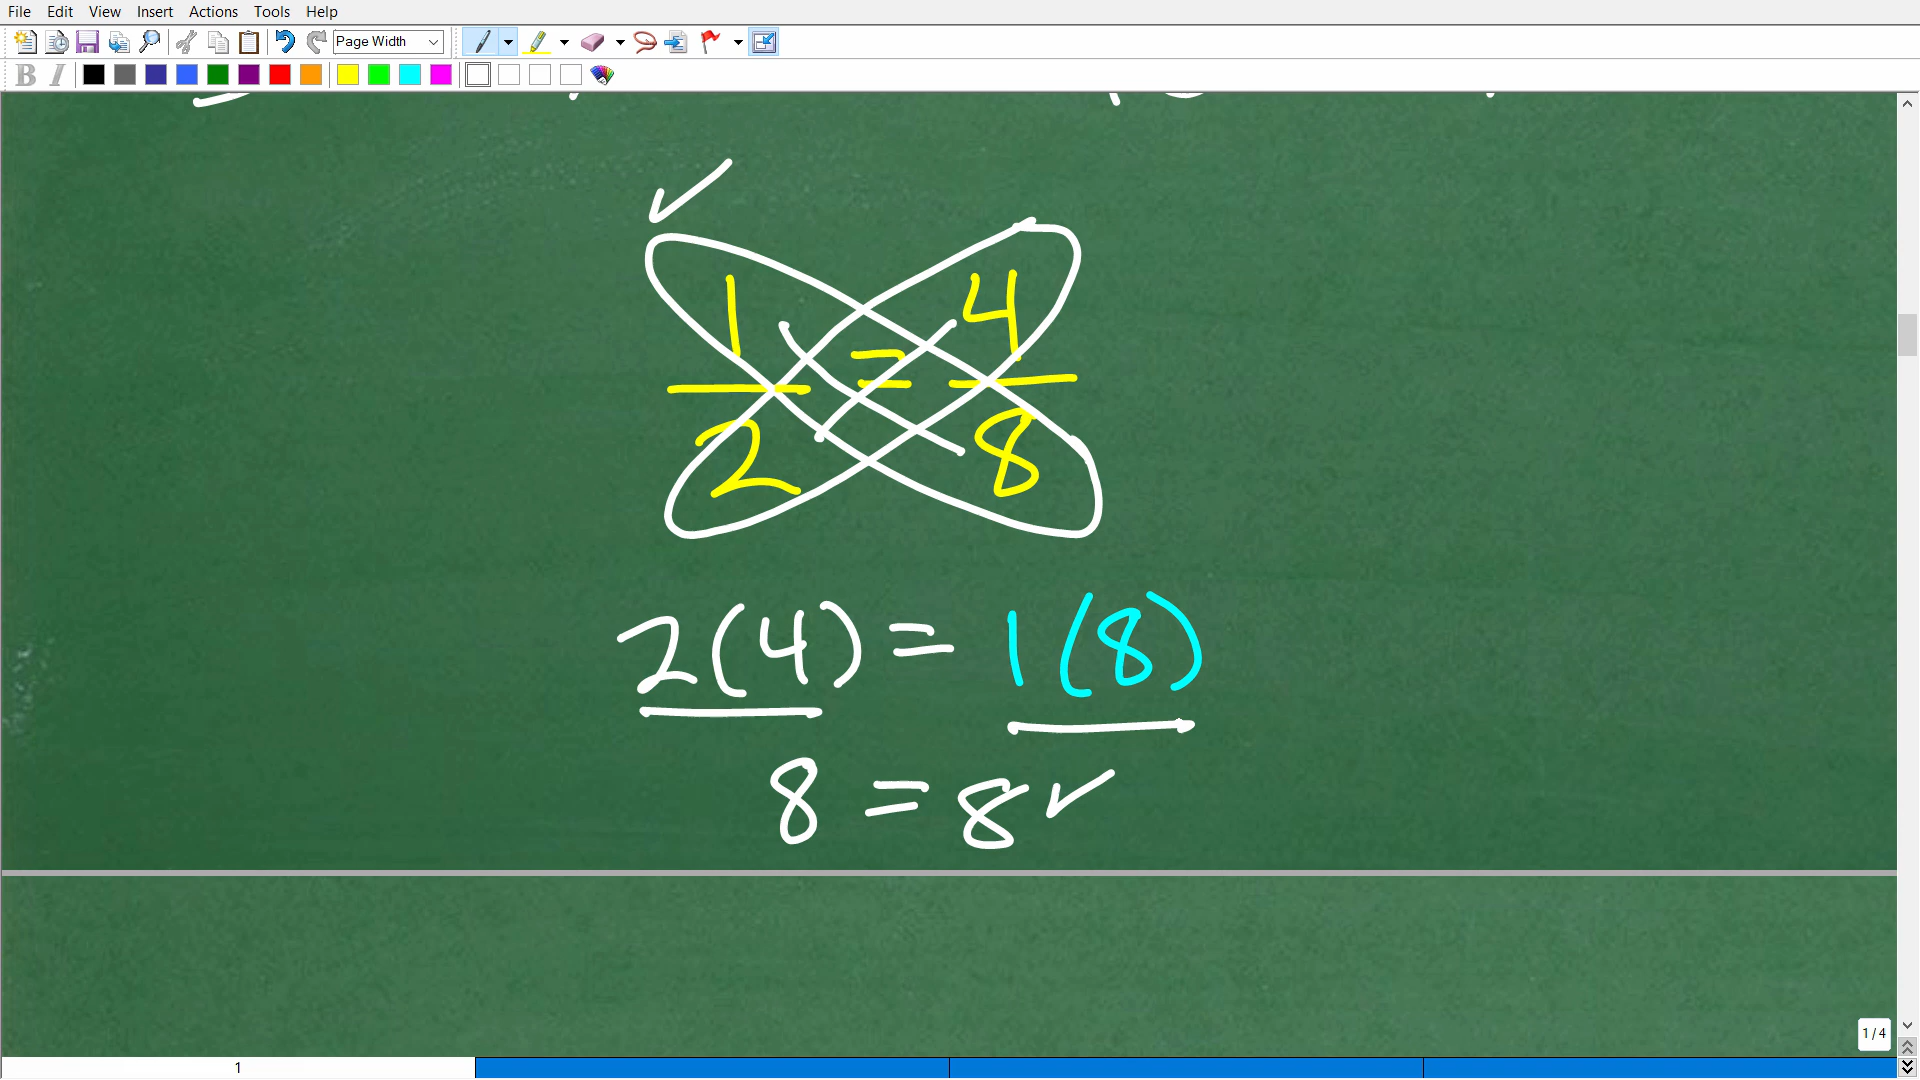 File Edit View Insert Actions Tools Help
Page Width
B I
1/2 = 4/8
2(4) = 1(8)
8 = 8 ✓
1/4
1